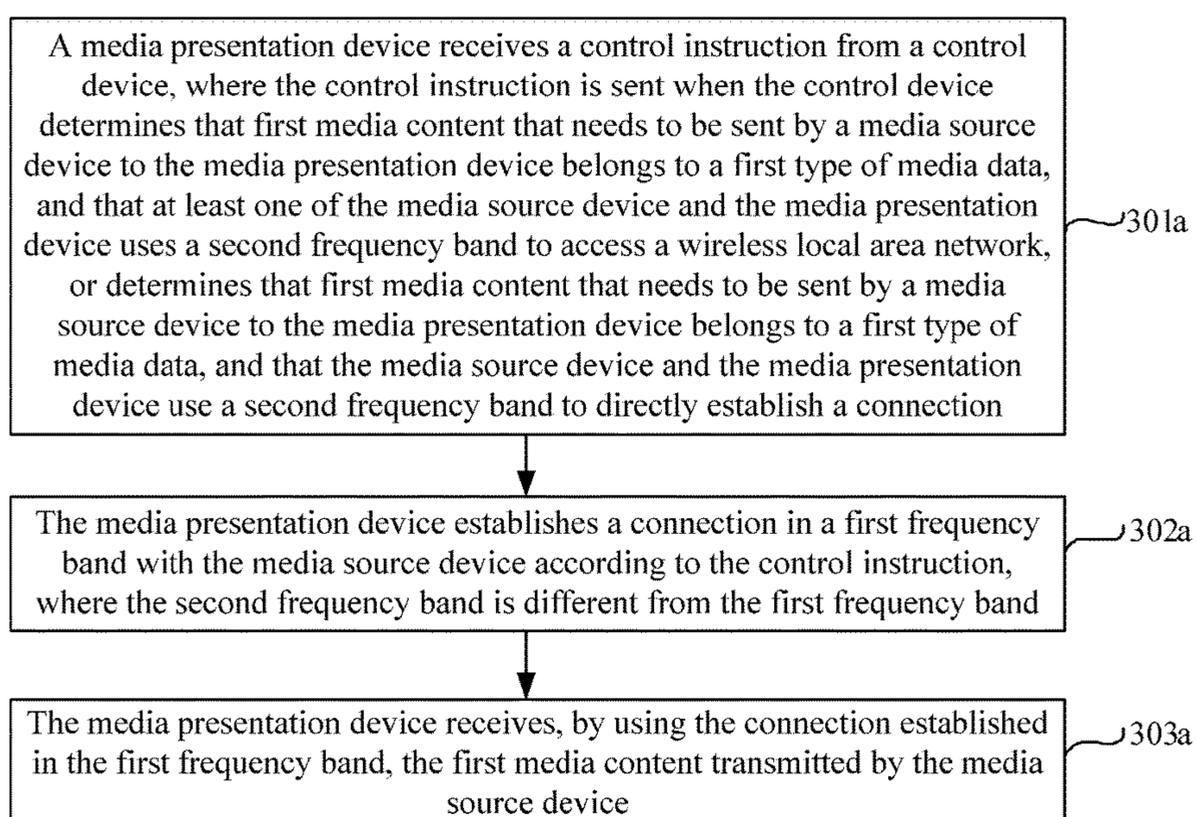 A media presentation device receives a control instruction from a control
device, where the control instruction is sent when the control device
determines that first media content that needs to be sent by a media source
device to the media presentation device belongs to a first type of media data,
and that at least one of the media source device and the media presentation
device uses a second frequency band to access a wireless local area network,
or determines that first media content that needs to be sent by a media
source device to the media presentation device belongs to a first type of
media data, and that the media source device and the media presentation
device use a second frequency band to directly establish a connection
301a
The media presentation device establishes a connection in a first frequency
band with the media source device according to the control instruction,
where the second frequency band is different from the first frequency band
302a
The media presentation device receives, by using the connection established
in the first frequency band, the first media content transmitted by the media
source device
303a